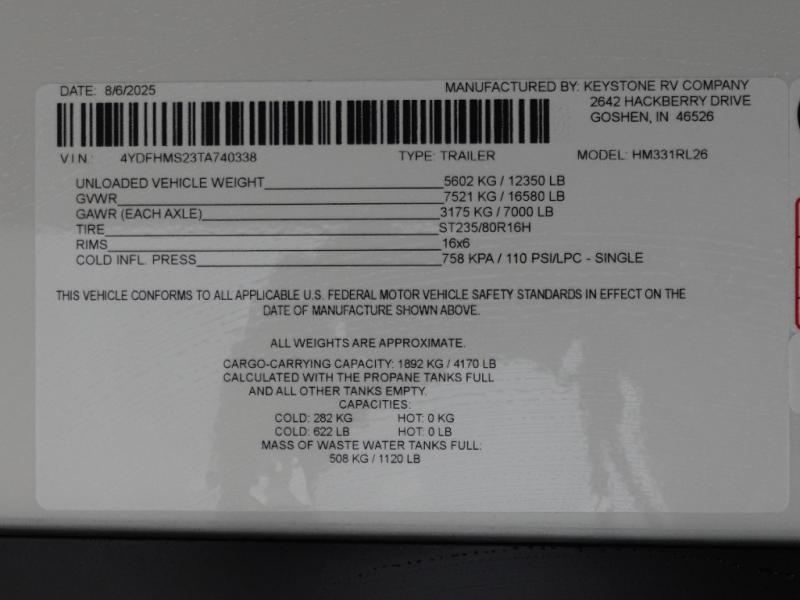 DATE: 8/6/2025
MANUFACTURED BY: KEYSTONE RV COMPANY
2642 HACKBERRY DRIVE
GOSHEN, IN 46526
V I N : 4YDFHMS23TA740338 TYPE: TRAILER MODEL: HM331RL26
UNLOADED VEHICLE WEIGHT 5602 KG / 12350 LB
GVWR 7521 KG / 16580 LB
GAWR (EACH AXLE) 3175 KG / 7000 LB
TIRE ST235/80R16H
RIMS 16x6
COLD INFL. PRESS 758 KPA / 110 PSI/LPC - SINGLE
THIS VEHICLE CONFORMS TO ALL APPLICABLE U.S. FEDERAL MOTOR VEHICLE SAFETY STANDARDS IN EFFECT ON THE
DATE OF MANUFACTURE SHOWN ABOVE.
ALL WEIGHTS ARE APPROXIMATE.
CARGO-CARRYING CAPACITY: 1892 KG / 4170 LB
CALCULATED WITH THE PROPANE TANKS FULL
AND ALL OTHER TANKS EMPTY.
CAPACITIES:
COLD: 282 KG HOT: 0 KG
COLD: 622 LB HOT: 0 LB
MASS OF WASTE WATER TANKS FULL:
508 KG / 1120 LB